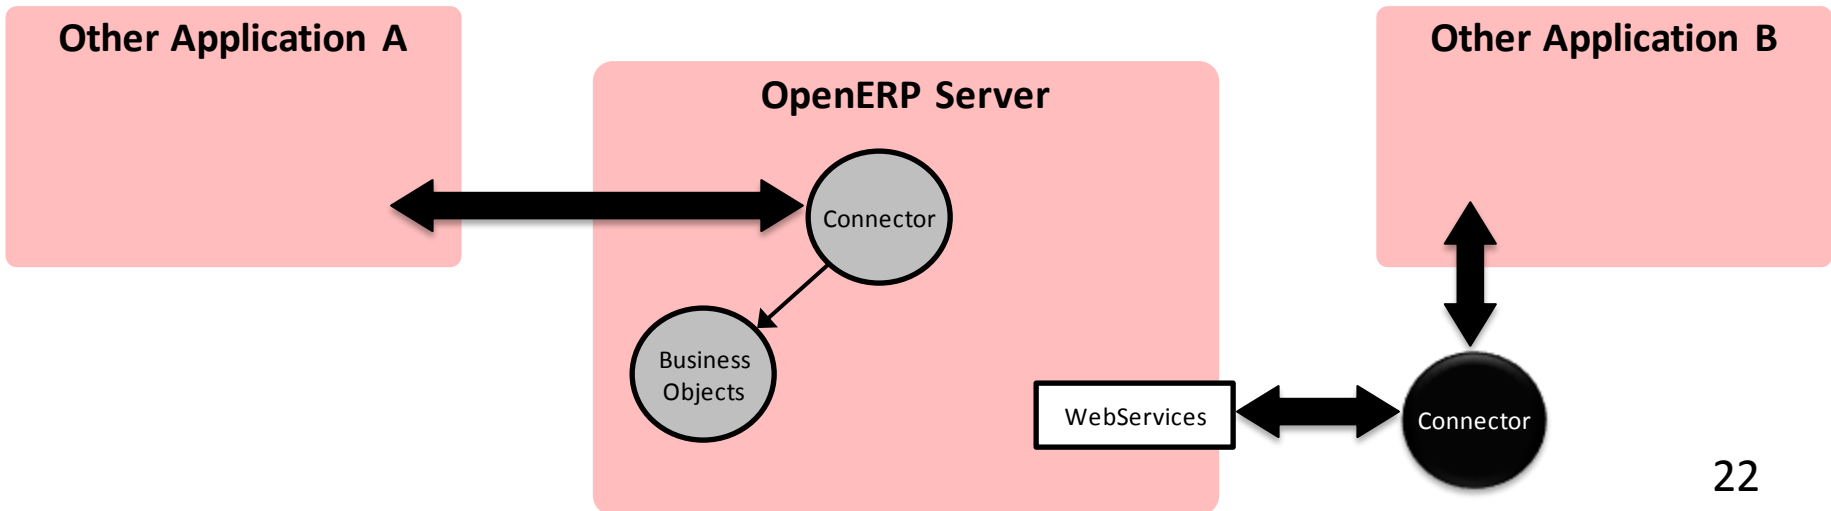 Other Application A
Other Application B
OpenERP Server
Connector
Business
Objects
WebServices
Connector
22